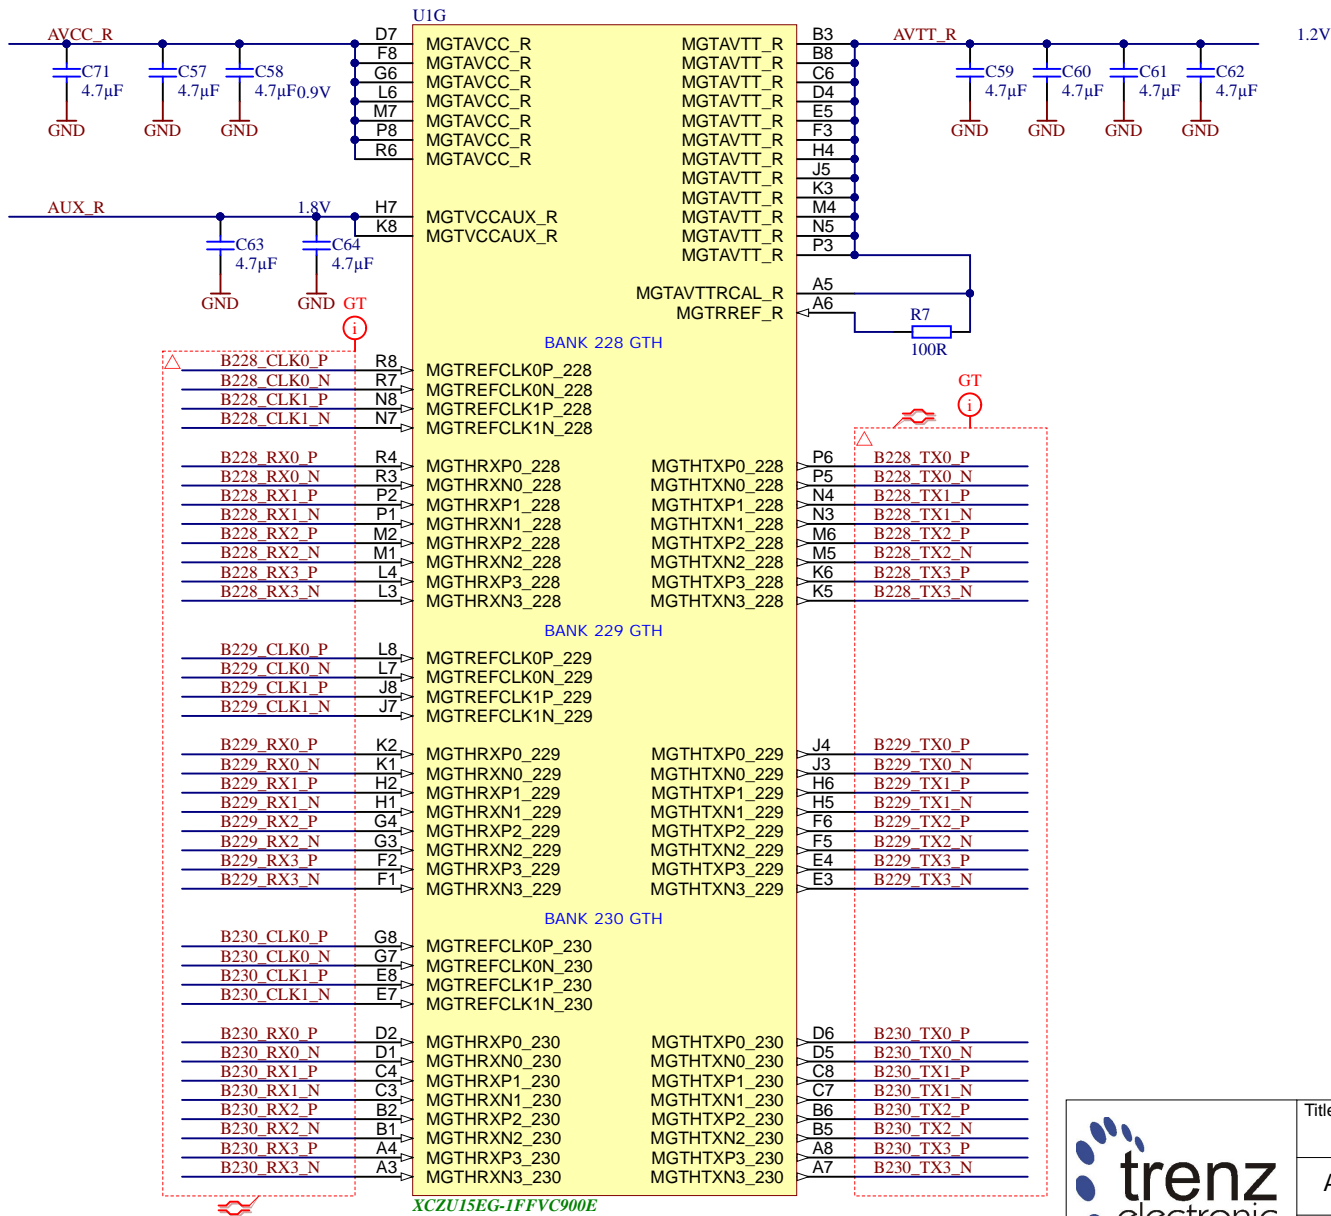 U1G
AVCC_R D7 MGTAVCC_R MGTAVTT_R B3 AVTT_R 1.2V
F8 MGTAVCC_R MGTAVTT_R B8
C71 C57 C58 G6 MGTAVCC_R MGTAVTT_R C6 C59 C60 C61 C62
4.7µF 4.7µF 4.7µF 0.9V L6 MGTAVCC_R MGTAVTT_R D4 4.7µF 4.7µF 4.7µF 4.7µF
M7 MGTAVCC_R MGTAVTT_R E5
GND GND GND P8 MGTAVCC_R MGTAVTT_R F3 GND GND GND GND
R6 MGTAVCC_R MGTAVTT_R H4
MGTAVTT_R J5
MGTAVTT_R K3
AUX_R 1.8V H7 MGTVCCAUX_R MGTAVTT_R M4
K8 MGTVCCAUX_R MGTAVTT_R N5
C63 C64 MGTAVTT_R P3
4.7µF 4.7µF
MGTAVTTRCAL_R A5
GND GND GT MGTRREF_R A6 R7
i BANK 228 GTH 100R
B228_CLK0_P R8 MGTREFCLK0P_228
B228_CLK0_N R7 MGTREFCLK0N_228 GT
B228_CLK1_P N8 MGTREFCLK1P_228 i
B228_CLK1_N N7 MGTREFCLK1N_228
B228_RX0_P R4 MGTHRXP0_228 MGTHTXP0_228 P6 B228_TX0_P
B228_RX0_N R3 MGTHRXN0_228 MGTHTXN0_228 P5 B228_TX0_N
B228_RX1_P P2 MGTHRXP1_228 MGTHTXP1_228 N4 B228_TX1_P
B228_RX1_N P1 MGTHRXN1_228 MGTHTXN1_228 N3 B228_TX1_N
B228_RX2_P M2 MGTHRXP2_228 MGTHTXP2_228 M6 B228_TX2_P
B228_RX2_N M1 MGTHRXN2_228 MGTHTXN2_228 M5 B228_TX2_N
B228_RX3_P L4 MGTHRXP3_228 MGTHTXP3_228 K6 B228_TX3_P
B228_RX3_N L3 MGTHRXN3_228 MGTHTXN3_228 K5 B228_TX3_N
BANK 229 GTH
B229_CLK0_P L8 MGTREFCLK0P_229
B229_CLK0_N L7 MGTREFCLK0N_229
B229_CLK1_P J8 MGTREFCLK1P_229
B229_CLK1_N J7 MGTREFCLK1N_229
B229_RX0_P K2 MGTHRXP0_229 MGTHTXP0_229 J4 B229_TX0_P
B229_RX0_N K1 MGTHRXN0_229 MGTHTXN0_229 J3 B229_TX0_N
B229_RX1_P H2 MGTHRXP1_229 MGTHTXP1_229 H6 B229_TX1_P
B229_RX1_N H1 MGTHRXN1_229 MGTHTXN1_229 H5 B229_TX1_N
B229_RX2_P G4 MGTHRXP2_229 MGTHTXP2_229 F6 B229_TX2_P
B229_RX2_N G3 MGTHRXN2_229 MGTHTXN2_229 F5 B229_TX2_N
B229_RX3_P F2 MGTHRXP3_229 MGTHTXP3_229 E4 B229_TX3_P
B229_RX3_N F1 MGTHRXN3_229 MGTHTXN3_229 E3 B229_TX3_N
BANK 230 GTH
B230_CLK0_P G8 MGTREFCLK0P_230
B230_CLK0_N G7 MGTREFCLK0N_230
B230_CLK1_P E8 MGTREFCLK1P_230
B230_CLK1_N E7 MGTREFCLK1N_230
B230_RX0_P D2 MGTHRXP0_230 MGTHTXP0_230 D6 B230_TX0_P
B230_RX0_N D1 MGTHRXN0_230 MGTHTXN0_230 D5 B230_TX0_N
B230_RX1_P C4 MGTHRXP1_230 MGTHTXP1_230 C8 B230_TX1_P
B230_RX1_N C3 MGTHRXN1_230 MGTHTXN1_230 C7 B230_TX1_N
B230_RX2_P B2 MGTHRXP2_230 MGTHTXP2_230 B6 B230_TX2_P
B230_RX2_N B1 MGTHRXN2_230 MGTHTXN2_230 B5 B230_TX2_N
B230_RX3_P A4 MGTHRXP3_230 MGTHTXP3_230 A8 B230_TX3_P
B230_RX3_N A3 MGTHRXN3_230 MGTHTXN3_230 A7 B230_TX3_N
XCZU15EG-1FFVC900E
Title
trenz
electronic
A